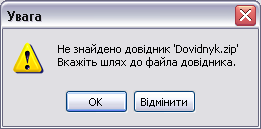 Увага
Не знайдено довідник 'Dovidnyk.zip'
Вкажіть шлях до файла довідника.
OK
Відмінити